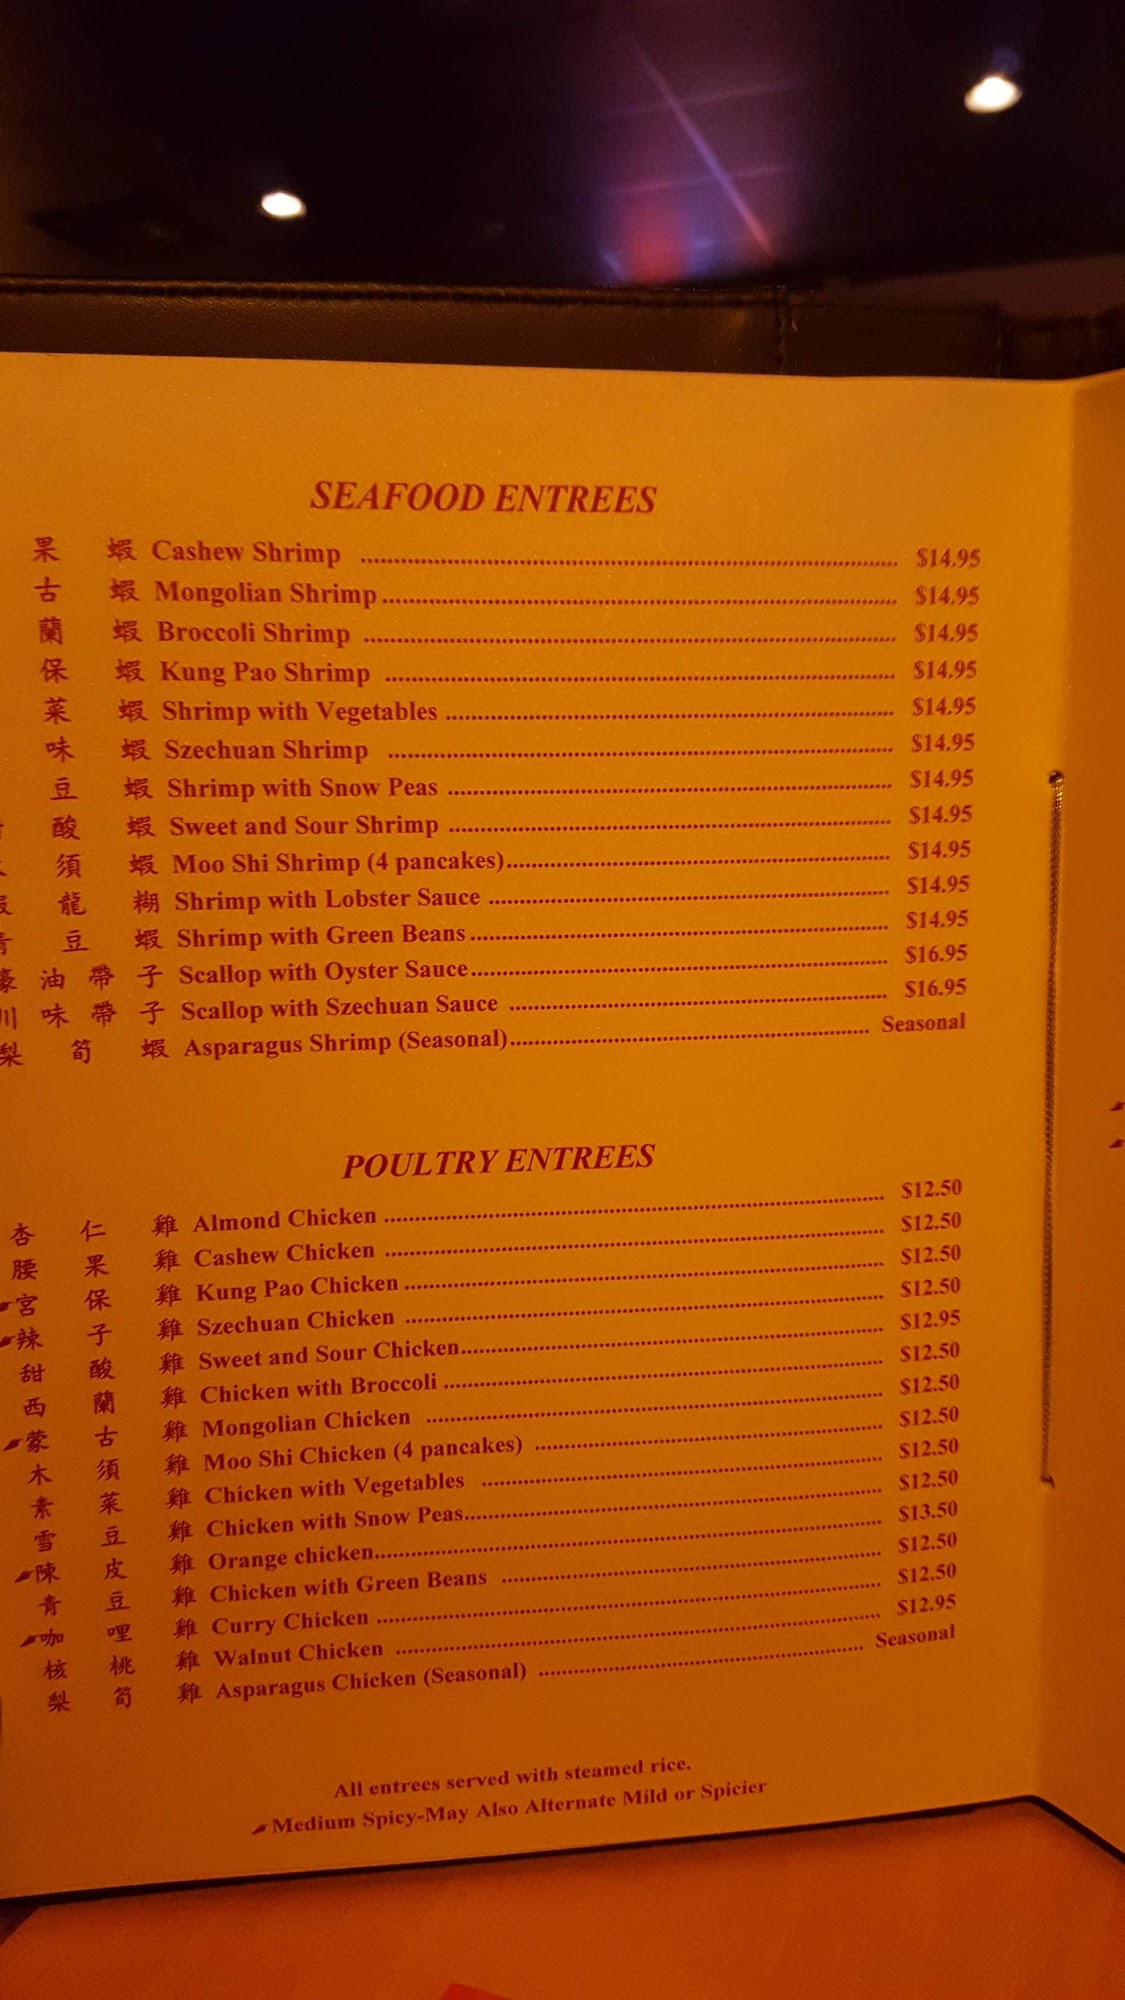 SEAFOOD ENTREES
果 蝦 Cashew Shrimp ........ $14.95
古 蝦 Mongolian Shrimp ........ $14.95
蘭 蝦 Broccoli Shrimp ........ $14.95
保 蝦 Kung Pao Shrimp ........ $14.95
菜 蝦 Shrimp with Vegetables ........ $14.95
味 蝦 Szechuan Shrimp ........ $14.95
豆 蝦 Shrimp with Snow Peas ........ $14.95
酸 蝦 Sweet and Sour Shrimp ........ $14.95
須 蝦 Moo Shi Shrimp (4 pancakes) ........ $14.95
龍 糊 Shrimp with Lobster Sauce ........ $14.95
青 豆 蝦 Shrimp with Green Beans ........ $14.95
蠔 油 帶 子 Scallop with Oyster Sauce ........ $16.95
川 味 帶 子 Scallop with Szechuan Sauce ........ $16.95
梨 筍 蝦 Asparagus Shrimp (Seasonal) ........ Seasonal
POULTRY ENTREES
杏 仁 雞 Almond Chicken ........ $12.50
腰 果 雞 Cashew Chicken ........ $12.50
宮 保 雞 Kung Pao Chicken ........ $12.50
辣 子 雞 Szechuan Chicken ........ $12.50
甜 酸 雞 Sweet and Sour Chicken ........ $12.95
西 蘭 雞 Chicken with Broccoli ........ $12.50
蒙 古 雞 Mongolian Chicken ........ $12.50
木 須 雞 Moo Shi Chicken (4 pancakes) ........ $12.50
素 菜 雞 Chicken with Vegetables ........ $12.50
雪 豆 雞 Chicken with Snow Peas ........ $12.50
陳 皮 雞 Orange chicken ........ $13.50
青 豆 雞 Chicken with Green Beans ........ $12.50
咖 哩 雞 Curry Chicken ........ $12.50
核 桃 雞 Walnut Chicken ........ $12.95
梨 筍 雞 Asparagus Chicken (Seasonal) ........ Seasonal
All entrees served with steamed rice.
Medium Spicy-May Also Alternate Mild or Spicier